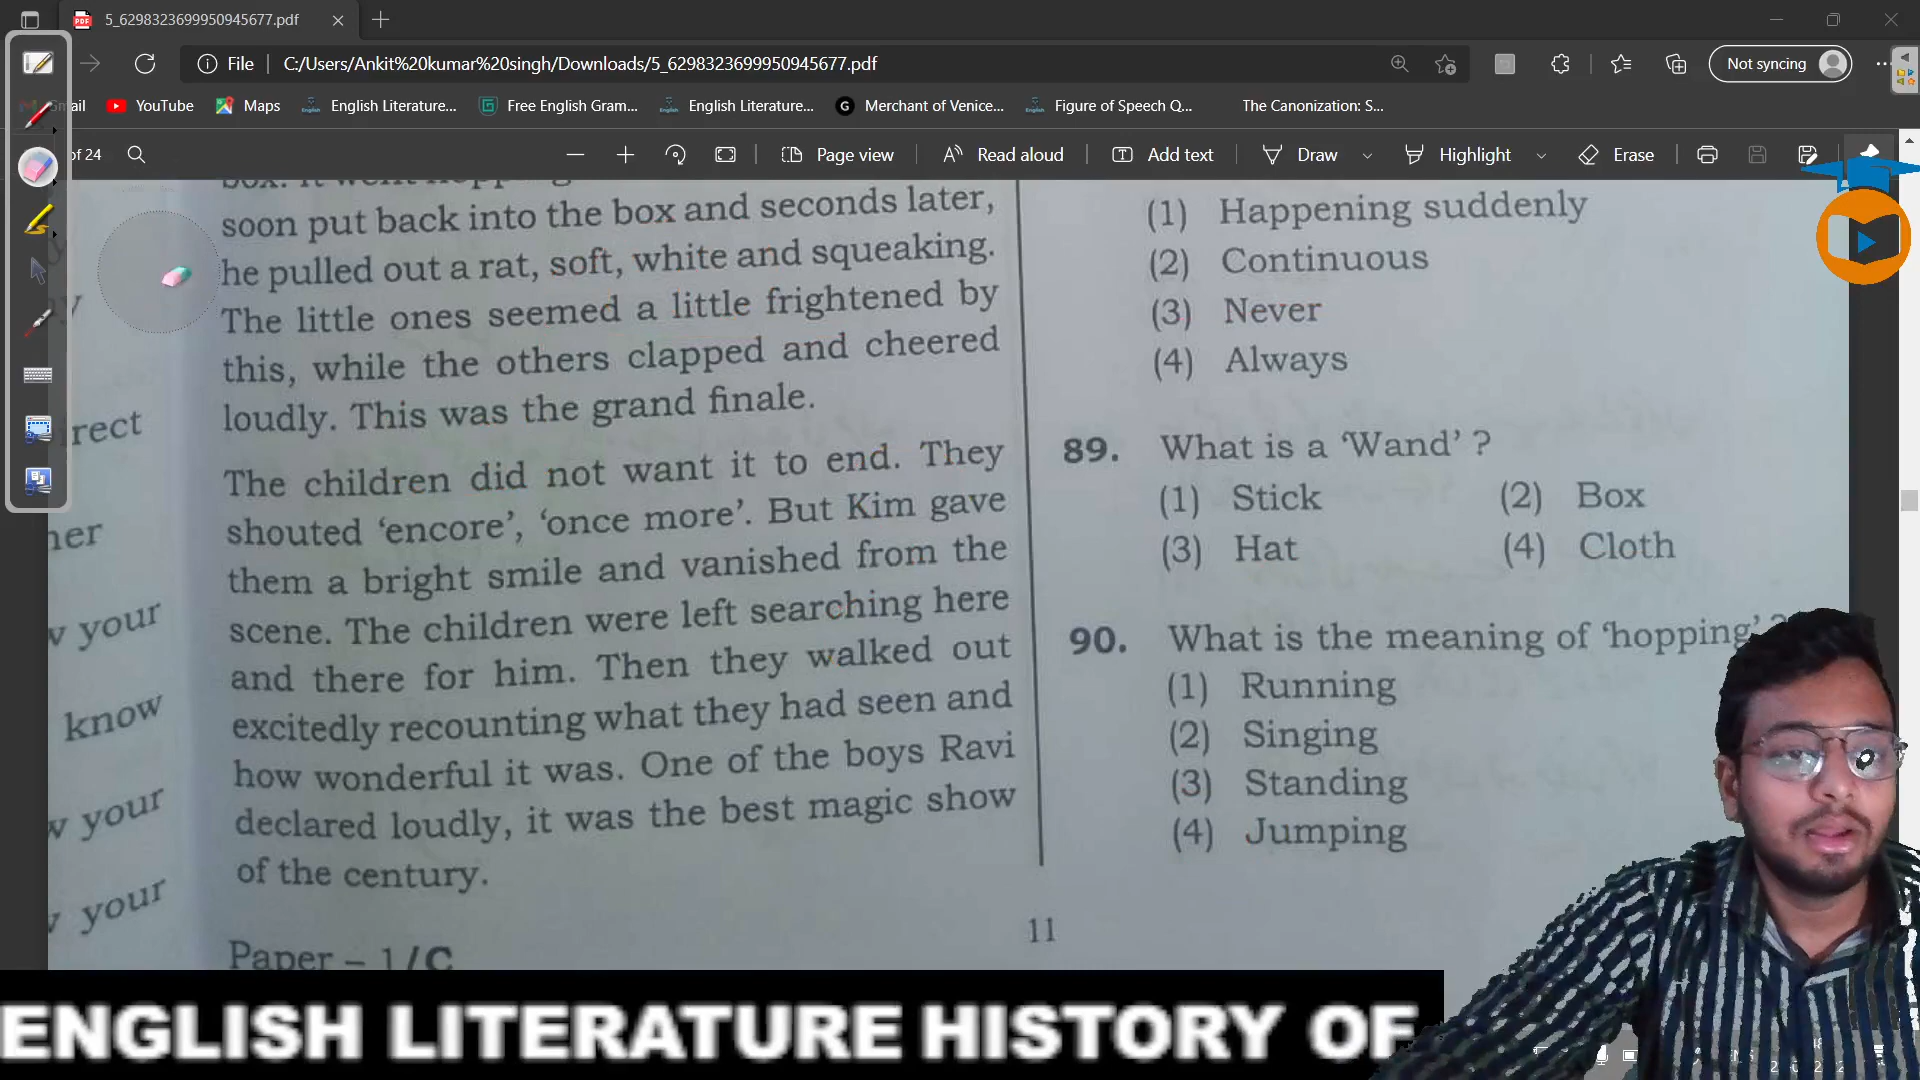 5_6298323699950945677.pdf
File
C:/Users/Ankit%20kumar%20singh/Downloads/5_6298323699950945677.pdf
Not syncing
Gmail
YouTube
Maps
English Literature...
Free English Gram...
English Literature...
Merchant of Venice...
Figure of Speech Q...
The Canonization: S...
of 24
Page view
Read aloud
Add text
Draw
Highlight
Erase
soon put back into the box and seconds later,
he pulled out a rat, soft, white and squeaking.
The little ones seemed a little frightened by
this, while the others clapped and cheered
loudly. This was the grand finale.
The children did not want it to end. They
shouted ‘encore’, ‘once more’. But Kim gave
them a bright smile and vanished from the
scene. The children were left searching here
and there for him. Then they walked out
excitedly recounting what they had seen and
how wonderful it was. One of the boys Ravi
declared loudly, it was the best magic show
of the century.
Paper – 1/C
rect
her
your
know
your
your
(1) Happening suddenly
(2) Continuous
(3) Never
(4) Always
89. What is a ‘Wand’ ?
(1) Stick (2) Box
(3) Hat (4) Cloth
90. What is the meaning of ‘hopping’ ?
(1) Running
(2) Singing
(3) Standing
(4) Jumping
11
ENGLISH LITERATURE HISTORY OF